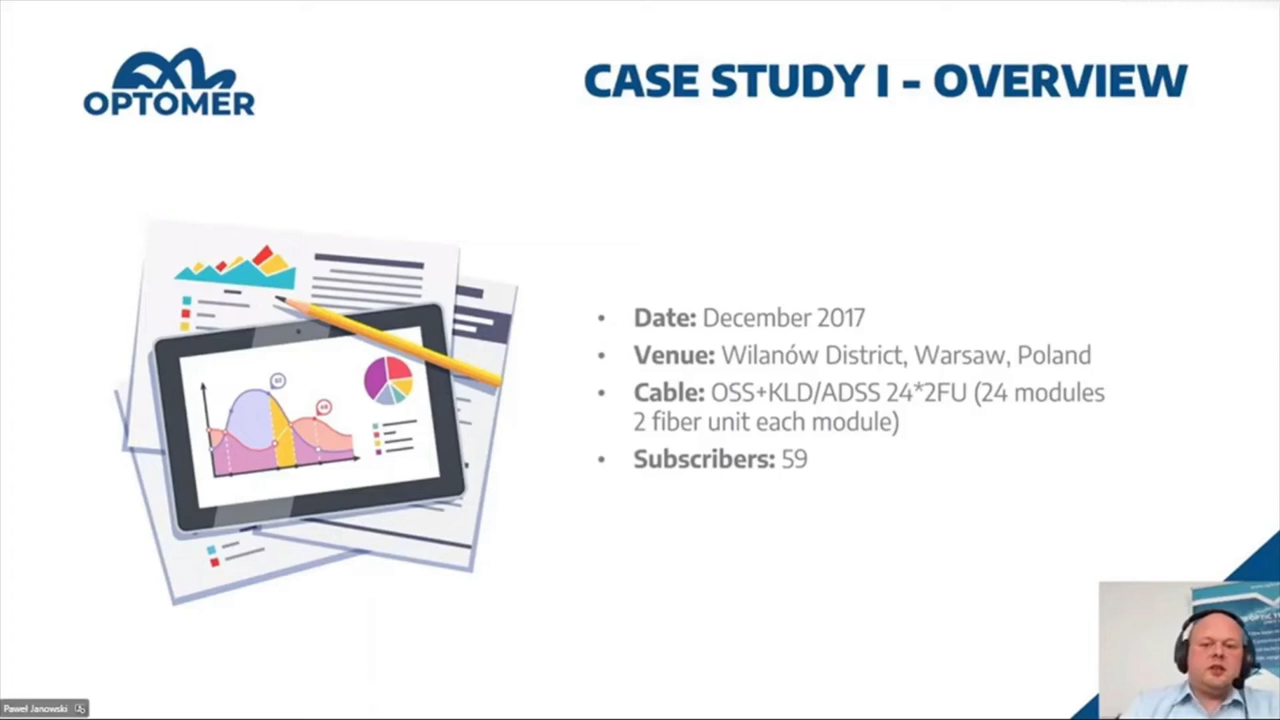 OPTOMER
CASE STUDY I - OVERVIEW
• Date: December 2017
• Venue: Wilanów District, Warsaw, Poland
• Cable: OSS+KLD/ADSS 24*2FU (24 modules
2 fiber unit each module)
• Subscribers: 59
Paweł Janowski